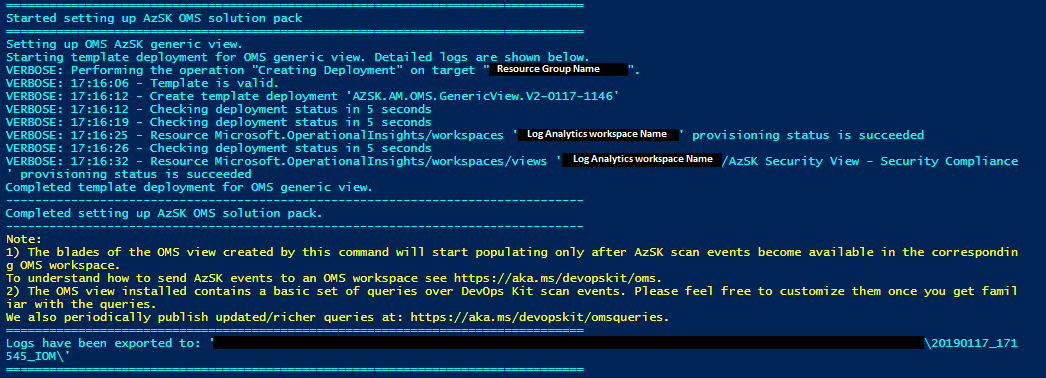 ================================================================================
Started setting up AzSK OMS solution pack
================================================================================
Setting up OMS AzSK generic view.
Starting template deployment for OMS generic view. Detailed logs are shown below.
VERBOSE: Performing the operation "Creating Deployment" on target "Resource Group Name".
VERBOSE: 17:16:06 - Template is valid.
VERBOSE: 17:16:12 - Create template deployment 'AZSK.AM.OMS.GenericView.V2-0117-1146'
VERBOSE: 17:16:12 - Checking deployment status in 5 seconds
VERBOSE: 17:16:19 - Checking deployment status in 5 seconds
VERBOSE: 17:16:25 - Resource Microsoft.OperationalInsights/workspaces 'Log Analytics workspace Name' provisioning status is succeeded
VERBOSE: 17:16:26 - Checking deployment status in 5 seconds
VERBOSE: 17:16:32 - Resource Microsoft.OperationalInsights/workspaces/views 'Log Analytics workspace Name/AzSK Security View - Security Compliance
' provisioning status is succeeded
Completed template deployment for OMS generic view.
--------------------------------------------------------------------------------
Completed setting up AzSK OMS solution pack.
--------------------------------------------------------------------------------
Note:
1) The blades of the OMS view created by this command will start populating only after AzSK scan events become available in the correspondin
g OMS workspace.
To understand how to send AzSK events to an OMS workspace see https://aka.ms/devopskit/oms.
2) The OMS view installed contains a basic set of queries over DevOps Kit scan events. Please feel free to customize them once you get famil
iar with the queries.
We also periodically publish updated/richer queries at: https://aka.ms/devopskit/omsqueries.
================================================================================
Logs have been exported to: '\20190117_171
545_IOM\'
================================================================================